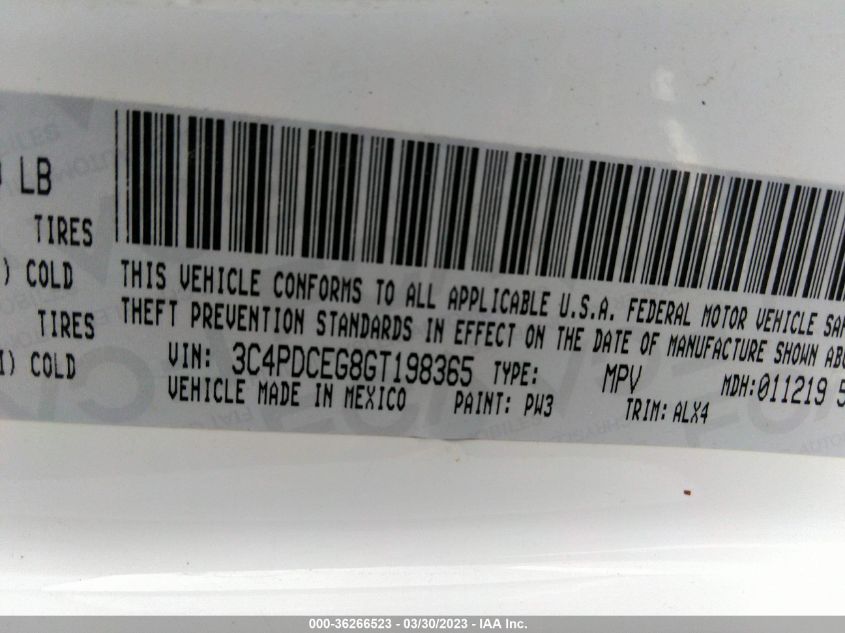 LB
TIRES
) COLD
TIRES
I) COLD
THIS VEHICLE CONFORMS TO ALL APPLICABLE U.S.A. FEDERAL MOTOR VEHICLE
THEFT PREVENTION STANDARDS IN EFFECT ON THE DATE OF MANUFACTURE SHOWN
VIN: 3C4PDCEG8GT198365 TYPE: MPV MDH:011219 5
VEHICLE MADE IN MEXICO PAINT: PW3 TRIM: ALX4
000-36266523 - 03/30/2023 - IAA Inc.